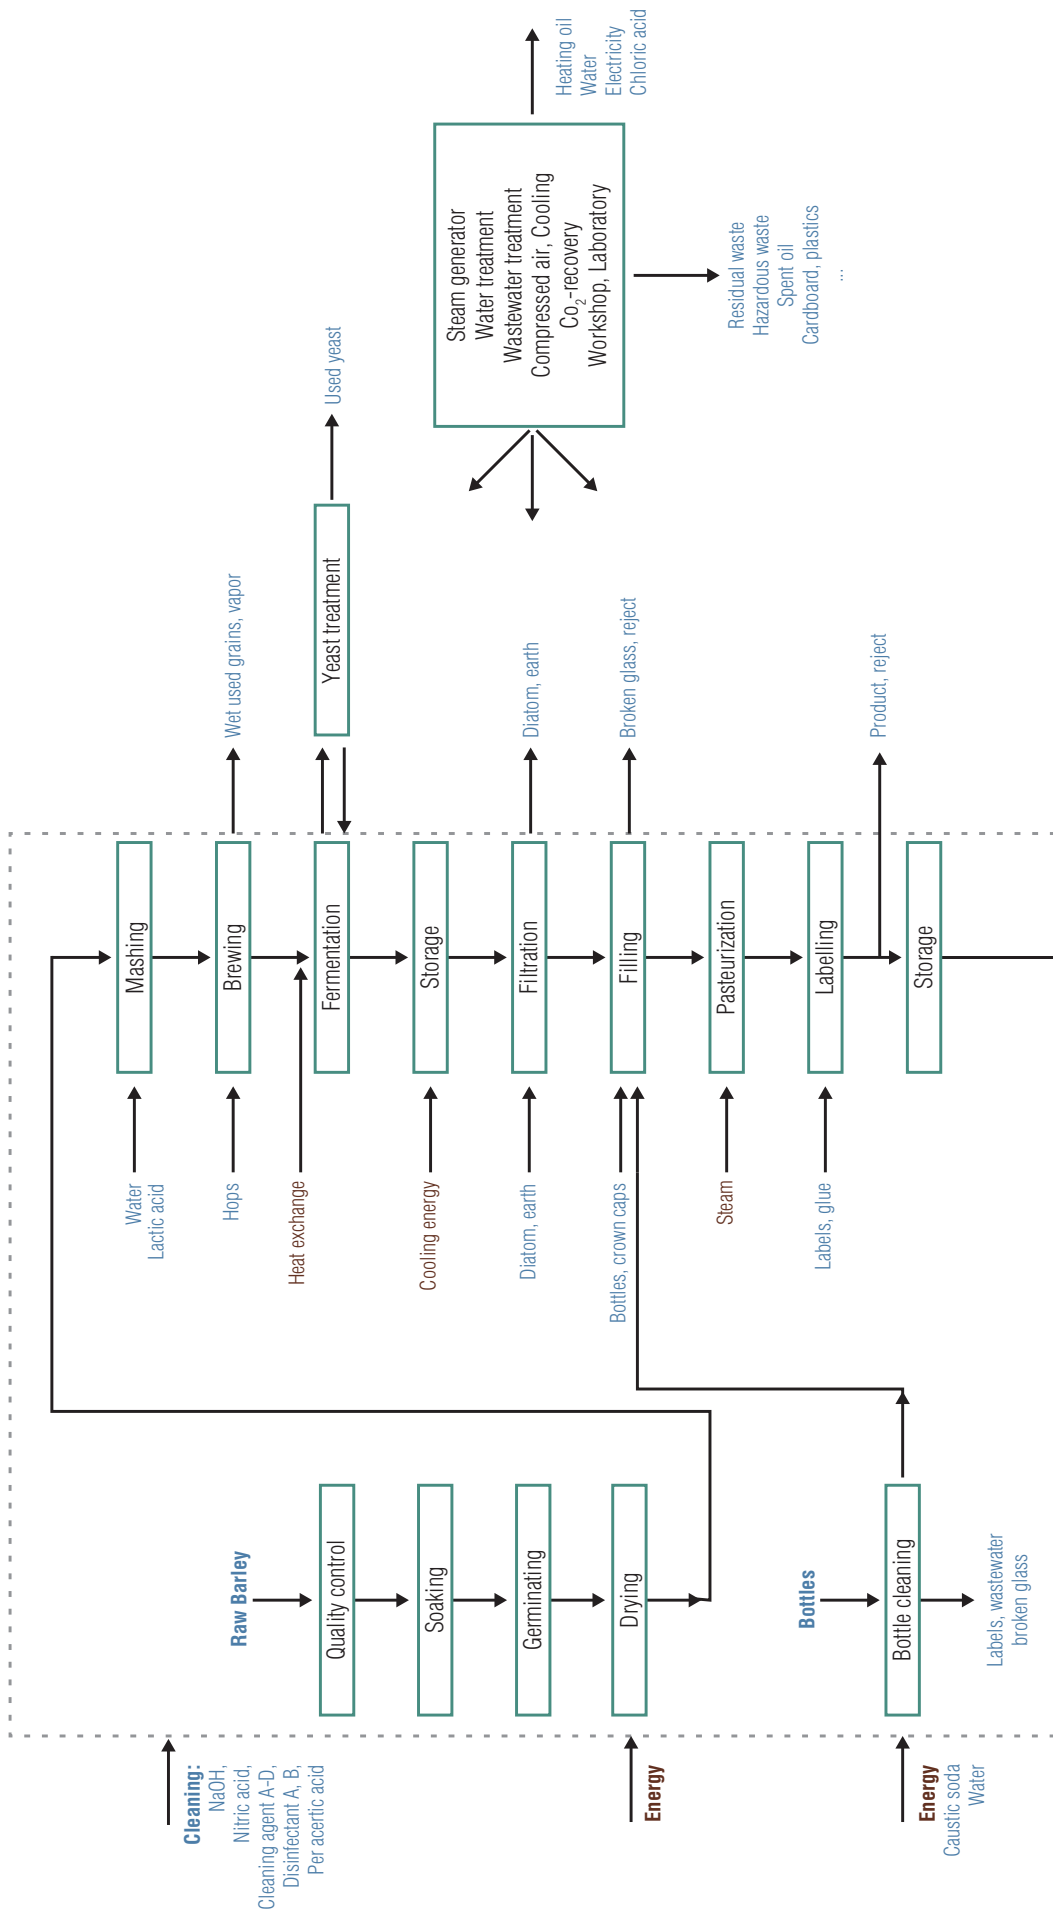 Cleaning:
NaOH,
Nitric acid,
Cleaning agent A-D,
Disinfectant A, B,
Per acertic acid
Energy
Energy
Caustic soda
Water
Raw Barley
Quality control
Soaking
Germinating
Drying
Bottles
Bottle cleaning
Labels, wastewater
broken glass
Water
Lactic acid
Hops
Heat exchange
Cooling energy
Diatom, earth
Bottles, crown caps
Steam
Labels, glue
Mashing
Brewing
Fermentation
Storage
Filtration
Filling
Pasteurization
Labelling
Storage
Wet used grains, vapor
Yeast treatment
Used yeast
Diatom, earth
Broken glass, reject
Product, reject
Steam generator
Water treatment
Wastewater treatment
Compressed air, Cooling
Co2-recovery
Workshop, Laboratory
Heating oil
Water
Electricity
Chloric acid
Residual waste
Hazardous waste
Spent oil
Cardboard, plastics
...